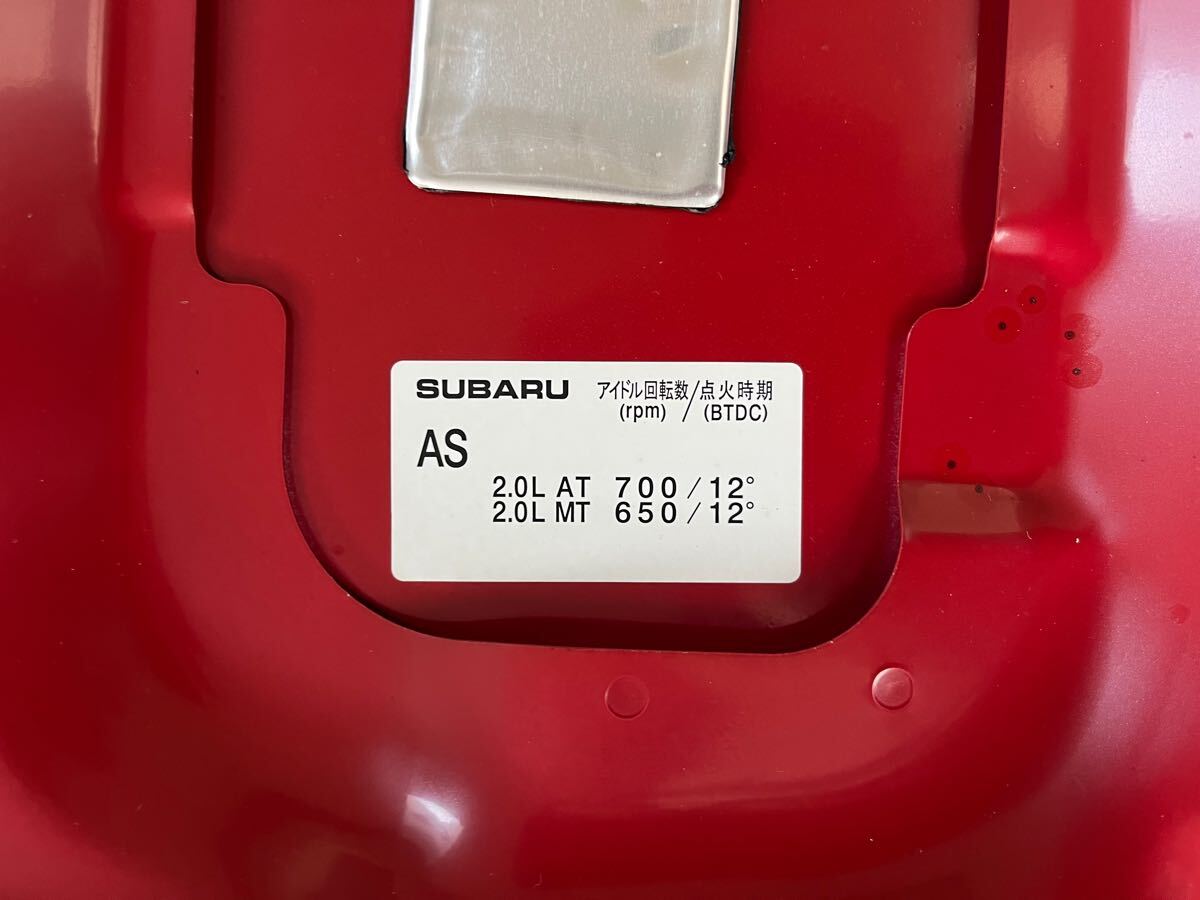 SUBARU アイドル回転数/点火時期
(rpm) / (BTDC)
AS
2.0L AT 700/12°
2.0L MT 650/12°